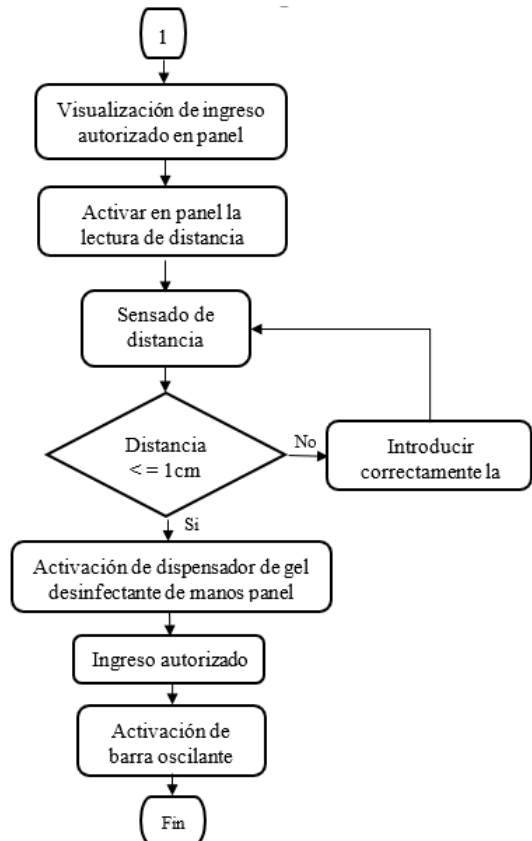 1
Visualización de ingreso
autorizado en panel
Activar en panel la
lectura de distancia
Sensado de
distancia
Distancia
< = 1cm
No
Introducir
correctamente la
Si
Activación de dispensador de gel
desinfectante de manos panel
Ingreso autorizado
Activación de
barra oscilante
Fin